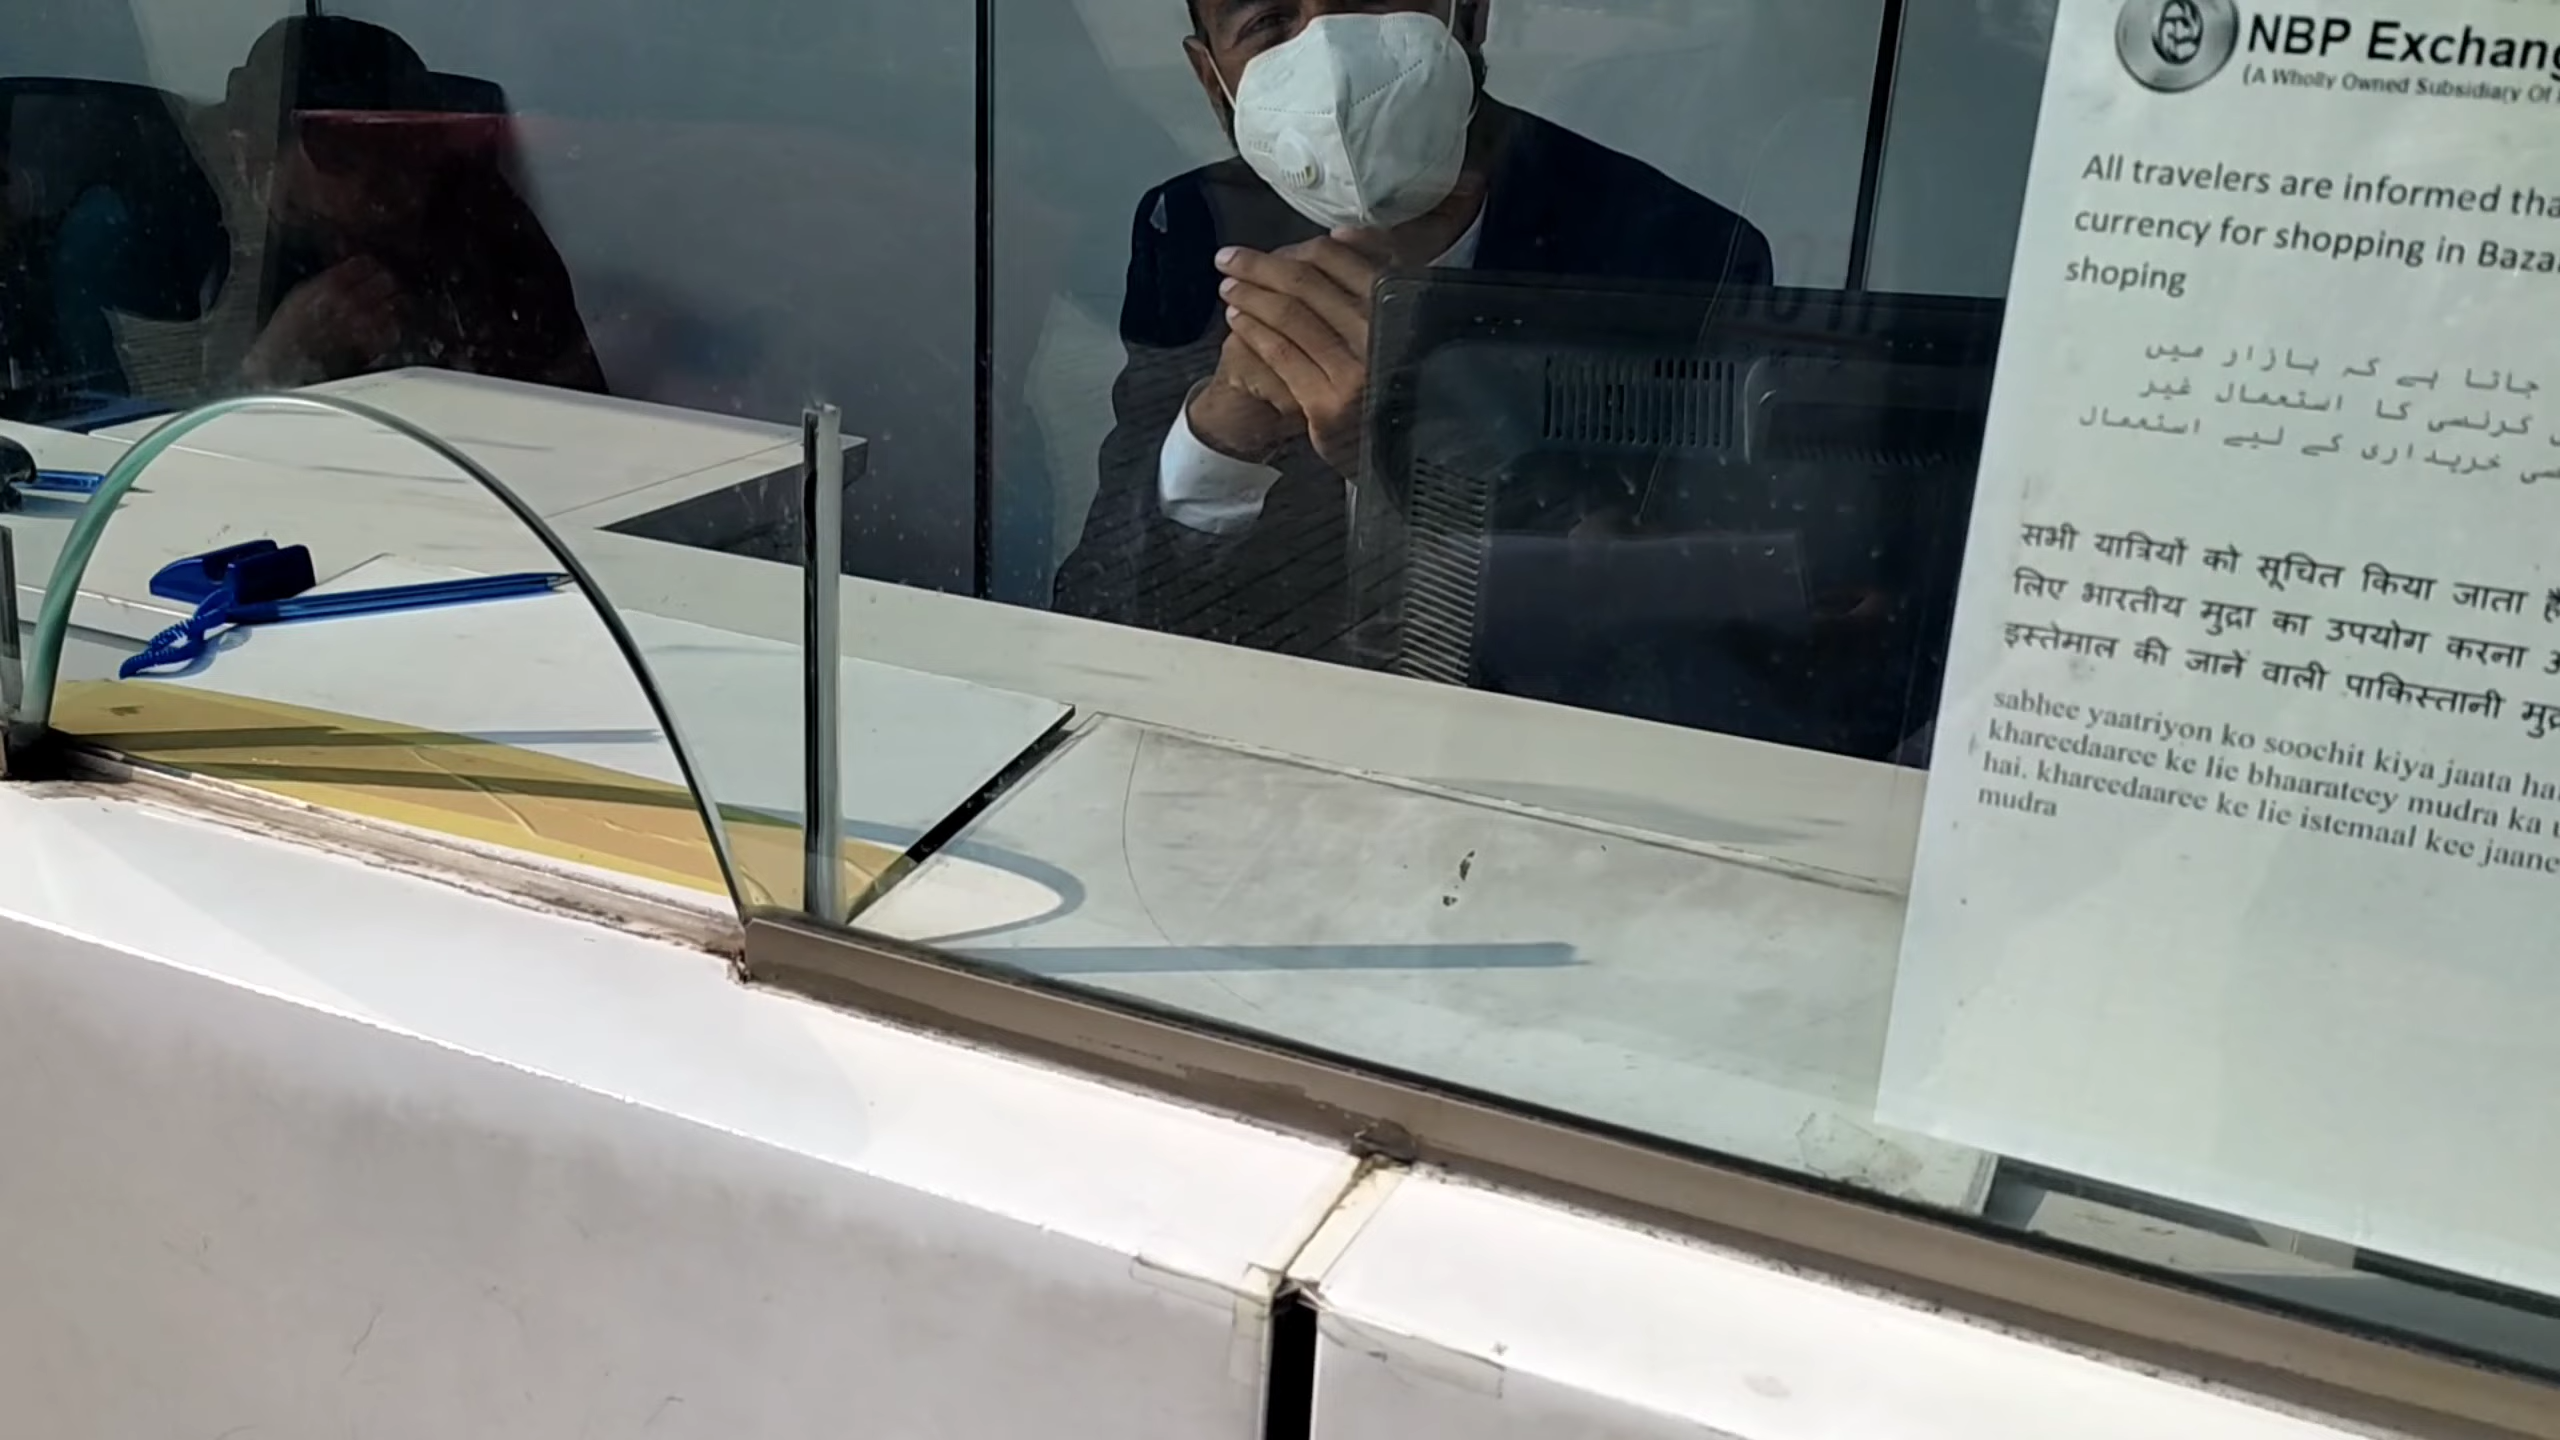 NBP Exchang
(A Wholly Owned Subsidiary Of
All travelers are informed tha
currency for shopping in Baza
shoping
جاتا ہے کہ بازار میں
کرنسی کا استعمال غیر
خریداری کے لیے استعمال
सभी यात्रियों को सूचित किया जाता है
लिए भारतीय मुद्रा का उपयोग करना
इस्तेमाल की जाने वाली पाकिस्तानी मुद्र
sabhee yaatriyon ko soochit kiya jaata ha
khareedaaree ke lie bhaarateey mudra ka u
hai. khareedaaree ke lie istemaal kee jaane
mudra